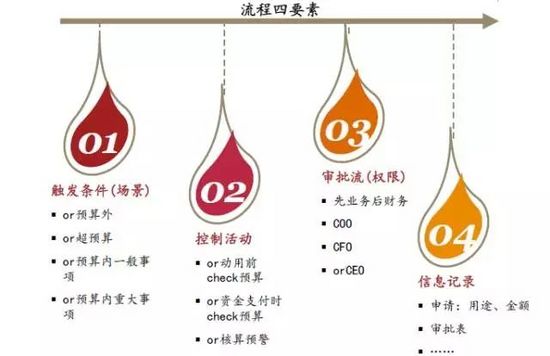 流程四要素
01
触发条件(场景)
▪ or预算外
▪ or超预算
▪ or预算内一般事
项
▪ or预算内重大事
项
02
控制活动
▪ or动用前
check预算
▪ or资金支付时
check预算
▪ or核算预警
03
审批流(权限)
▪ 先业务后财务
▪ COO
▪ CFO
▪ orCEO
04
信息记录
▪ 申请：用途、金额
▪ 审批表
▪ ……